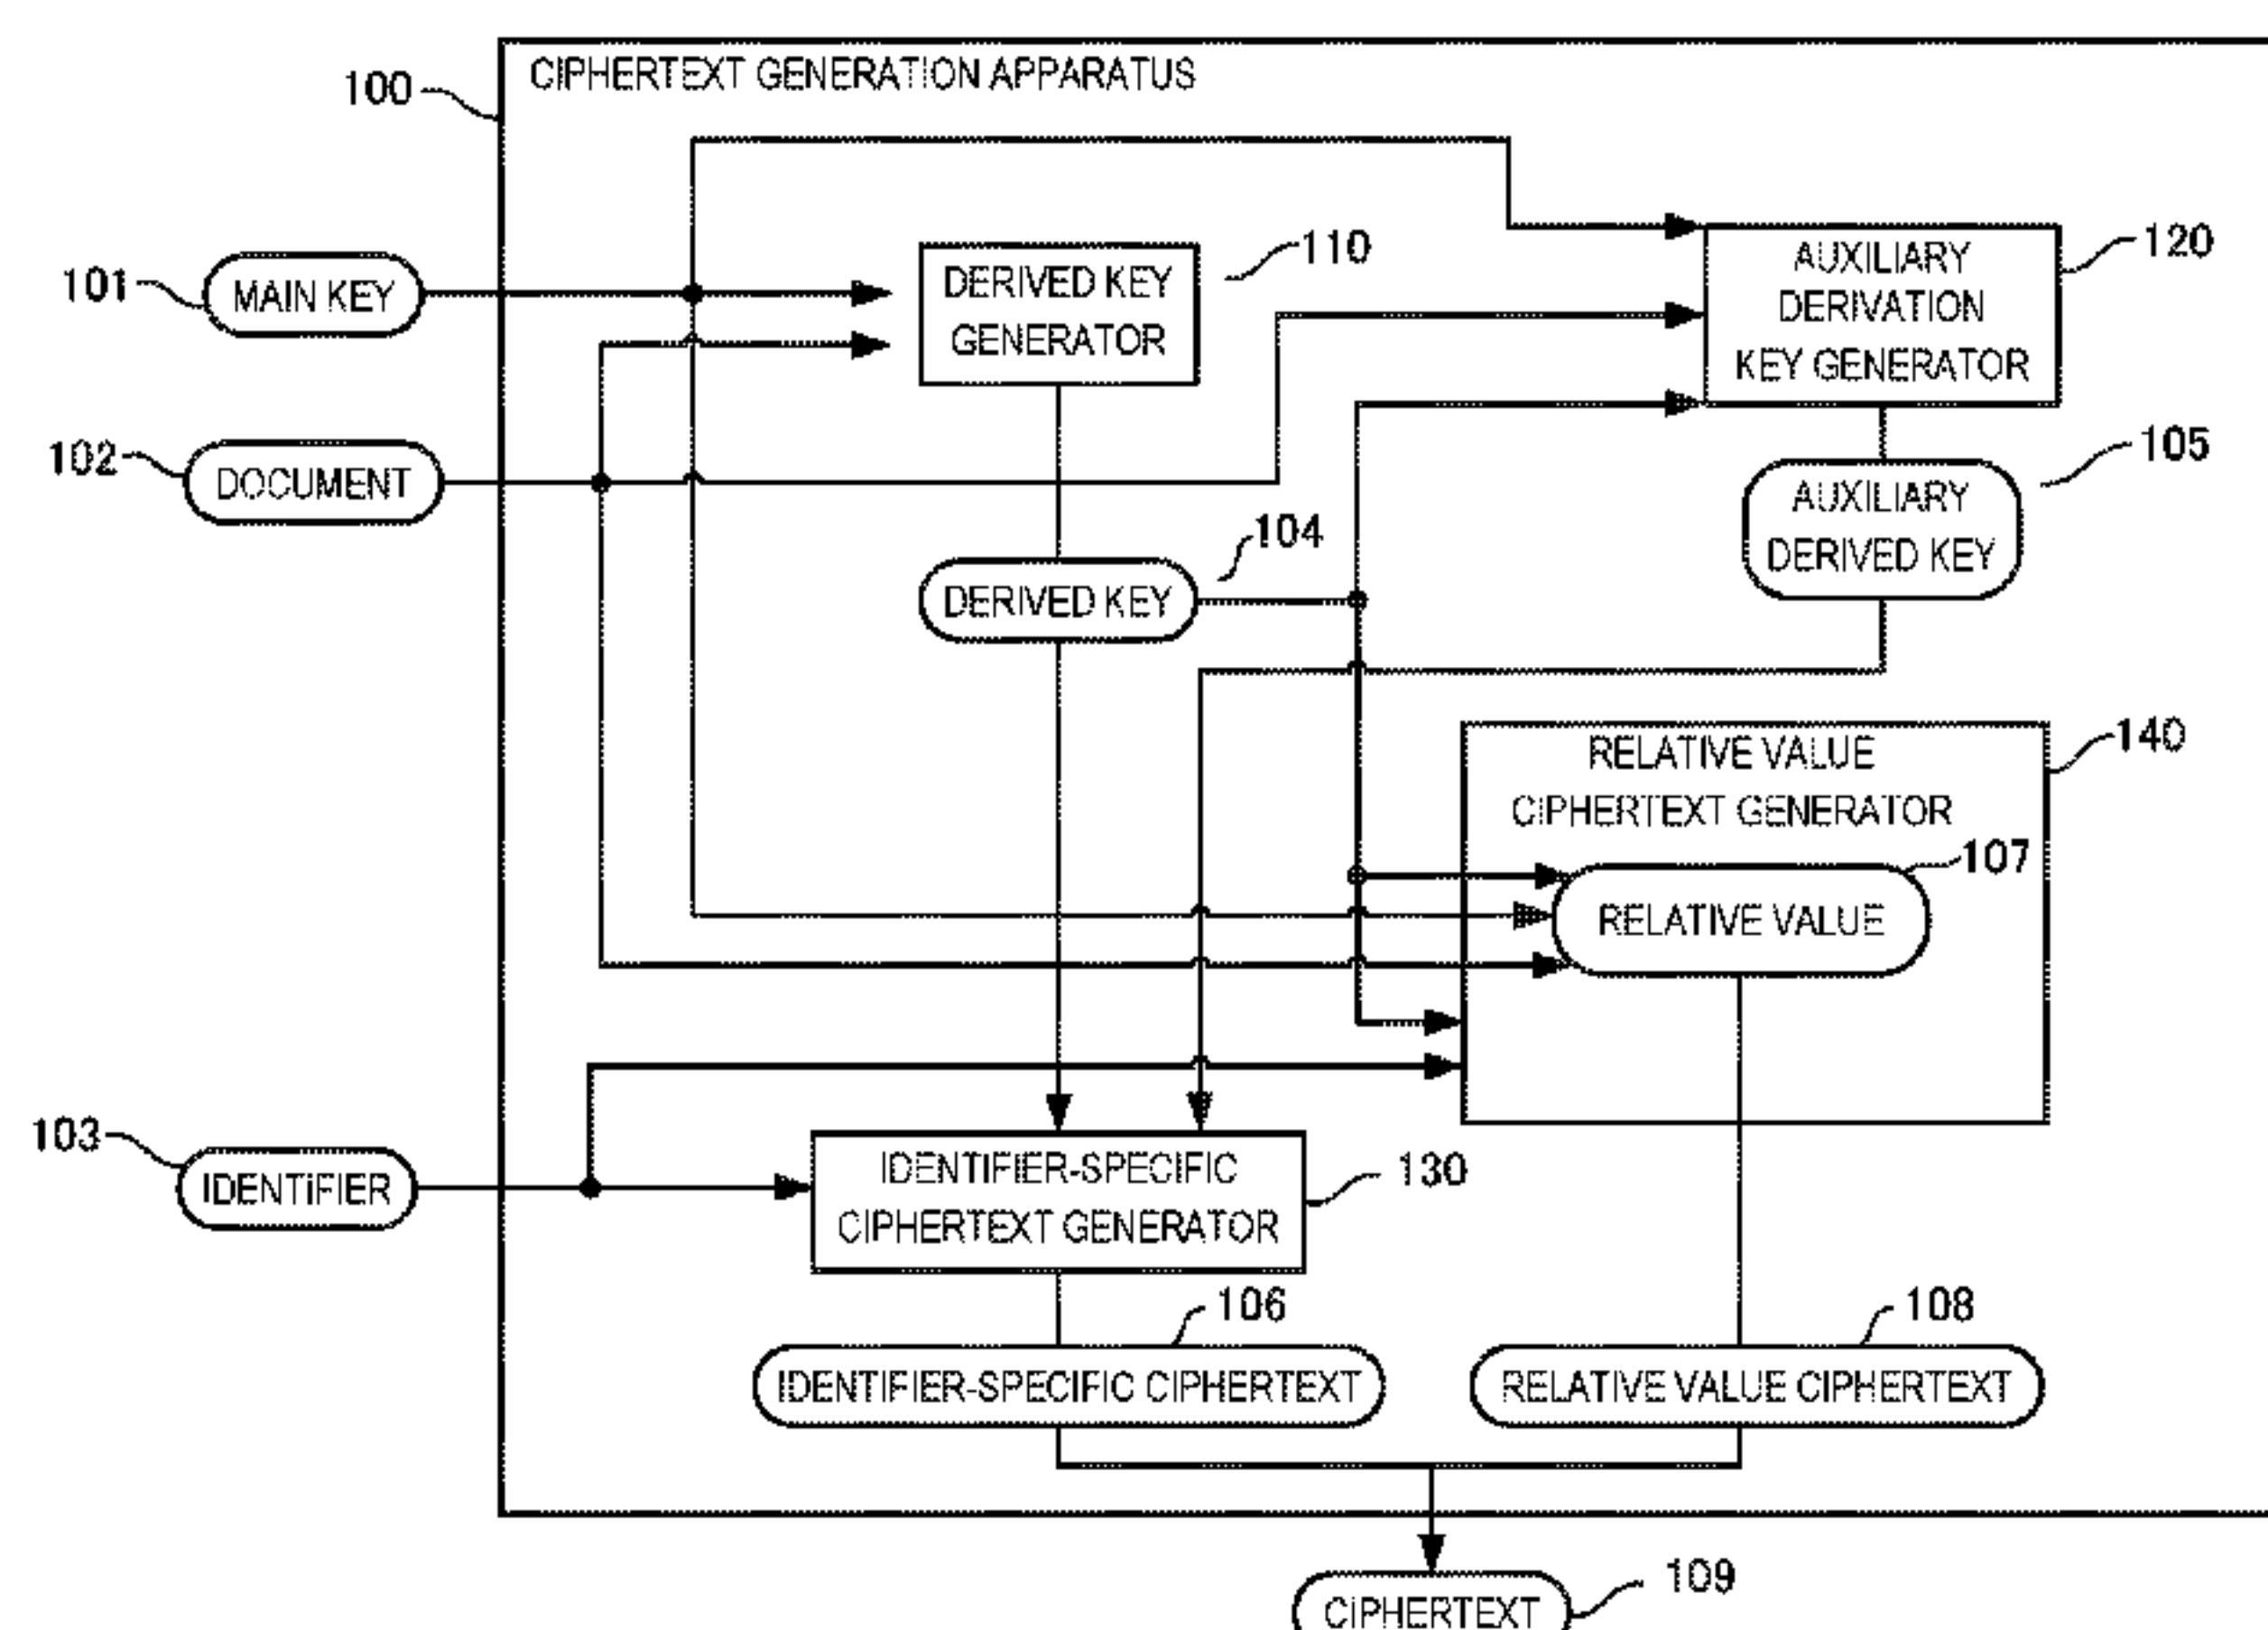 100
CIPHERTEXT GENERATION APPARATUS
101
MAIN KEY
110
DERIVED KEY
GENERATOR
120
AUXILIARY
DERIVATION
KEY GENERATOR
102
DOCUMENT
105
AUXILIARY
DERIVED KEY
104
DERIVED KEY
140
RELATIVE VALUE
CIPHERTEXT GENERATOR
107
RELATIVE VALUE
103
IDENTIFIER
130
IDENTIFIER-SPECIFIC
CIPHERTEXT GENERATOR
106
IDENTIFIER-SPECIFIC CIPHERTEXT
108
RELATIVE VALUE CIPHERTEXT
109
CIPHERTEXT